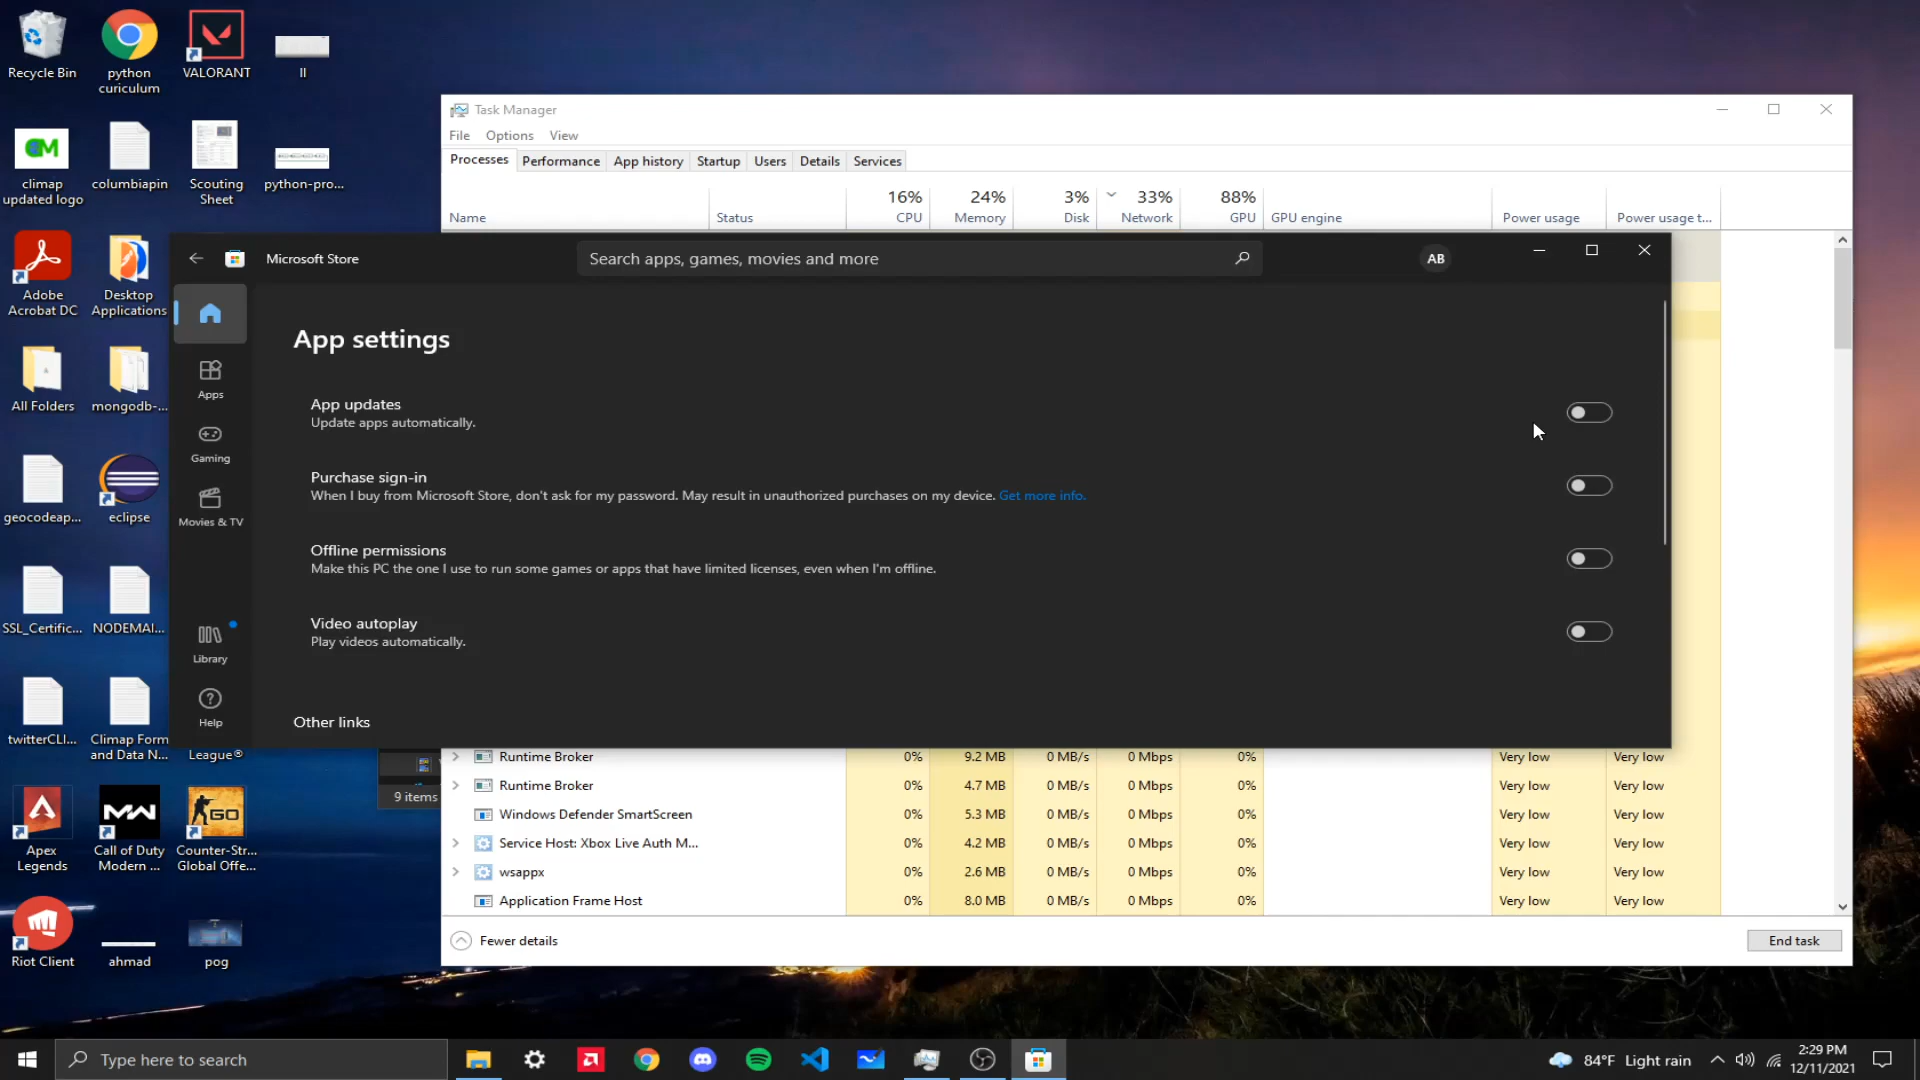 Recycle Bin
python
curiculum
VALORANT
II
climap
updated logo
columbiapin
Scouting
Sheet
python-pro...
Adobe
Acrobat DC
Desktop
Applications
All Folders
mongodb-...
geocodeap...
eclipse
SSL_Certific...
NODEMAI...
twitterCLI...
Climap Form
and Data N...
League®
Apex
Legends
Call of Duty
Modern ...
Counter-Str...
Global Offe...
Riot Client
ahmad
pog
Task Manager
File Options View
Processes Performance App history Startup Users Details Services
16% 24% 3% 33% 88%
Name Status CPU Memory Disk Network GPU GPU engine Power usage Power usage t...
Microsoft Store
Search apps, games, movies and more
AB
Apps
Gaming
Movies & TV
Library
Help
App settings
App updates
Update apps automatically.
Purchase sign-in
When I buy from Microsoft Store, don't ask for my password. May result in unauthorized purchases on my device. Get more info.
Offline permissions
Make this PC the one I use to run some games or apps that have limited licenses, even when I'm offline.
Video autoplay
Play videos automatically.
Other links
9 items
Runtime Broker 0% 9.2 MB 0 MB/s 0 Mbps 0% Very low Very low
Runtime Broker 0% 4.7 MB 0 MB/s 0 Mbps 0% Very low Very low
Windows Defender SmartScreen 0% 5.3 MB 0 MB/s 0 Mbps 0% Very low Very low
Service Host: Xbox Live Auth M... 0% 4.2 MB 0 MB/s 0 Mbps 0% Very low Very low
wsappx 0% 2.6 MB 0 MB/s 0 Mbps 0% Very low Very low
Application Frame Host 0% 8.0 MB 0 MB/s 0 Mbps 0% Very low Very low
Fewer details
End task
Type here to search
84°F Light rain
2:29 PM
12/11/2021